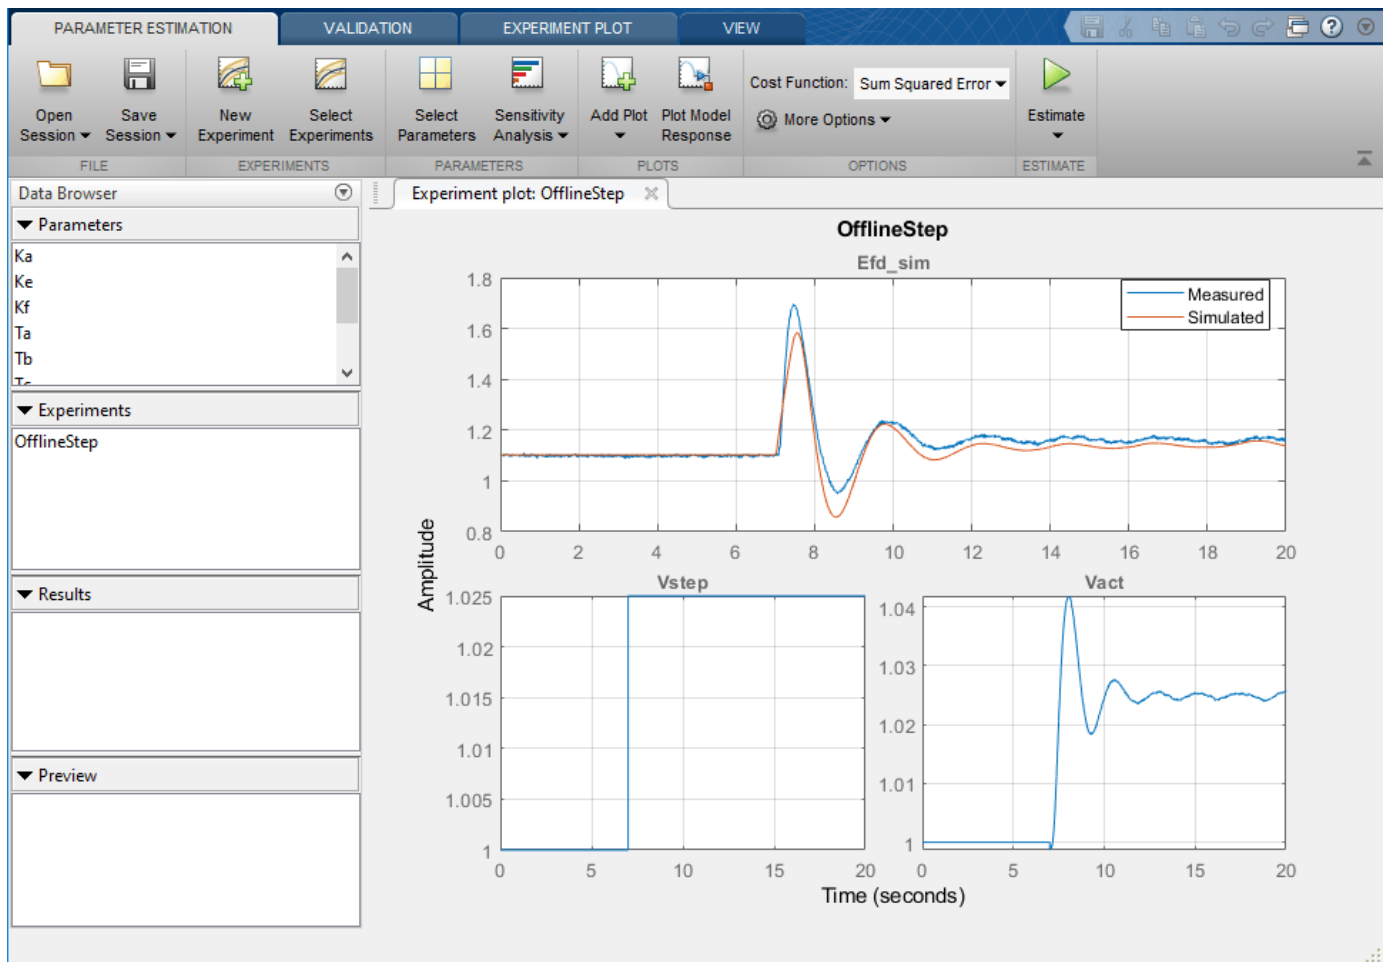 PARAMETER ESTIMATION
VALIDATION
EXPERIMENT PLOT
VIEW
Open Session
Save Session
New Experiment
Select Experiments
Select Parameters
Sensitivity Analysis
Add Plot
Plot Model Response
Cost Function: Sum Squared Error
More Options
Estimate
FILE
EXPERIMENTS
PARAMETERS
PLOTS
OPTIONS
ESTIMATE
Data Browser
Parameters
Ka
Ke
Kf
Ta
Tb
Tc
Experiments
OfflineStep
Results
Preview
Experiment plot: OfflineStep
OfflineStep
Efd_sim
1.8
1.6
1.4
1.2
1
0.8
0 2 4 6 8 10 12 14 16 18 20
Measured
Simulated
Amplitude
Vstep
1.025
1.02
1.015
1.01
1.005
1
0 5 10 15 20
Vact
1.04
1.03
1.02
1.01
1
0 5 10 15 20
Time (seconds)